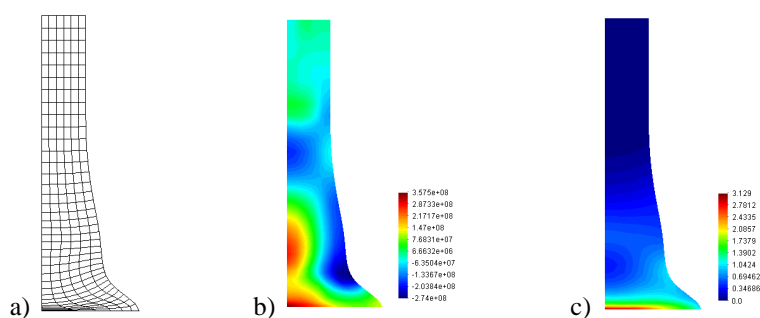 a)
b)
3.575e+08
2.8733e+08
2.1717e+08
1.47e+08
7.6831e+07
6.6632e+06
-6.3504e+07
-1.3367e+08
-2.0384e+08
-2.74e+08
c)
3.129
2.7812
2.4335
2.0857
1.7379
1.3902
1.0424
0.69462
0.34686
0.0